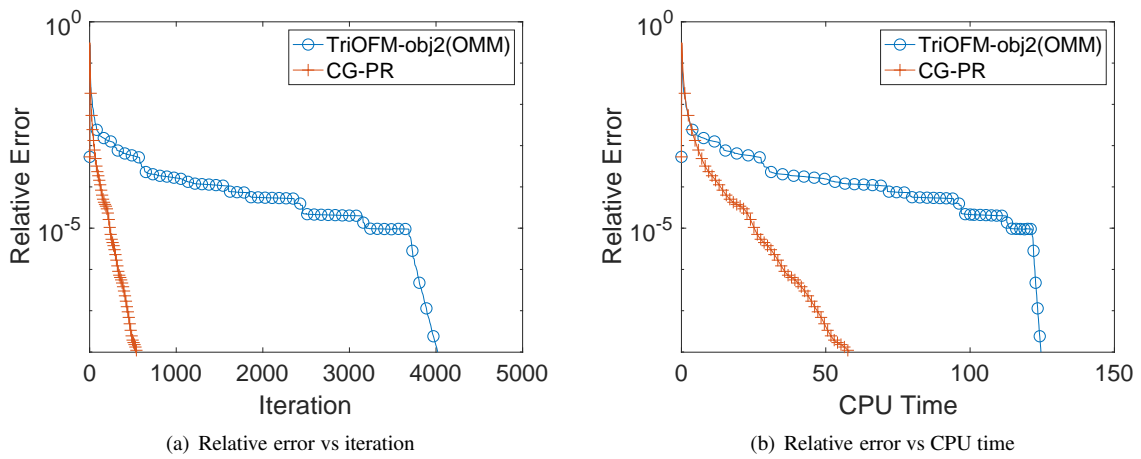 10^0
10^-5
Relative Error
0 1000 2000 3000 4000 5000
Iteration
TriOFM-obj2(OMM)
CG-PR
(a) Relative error vs iteration
10^0
10^-5
Relative Error
0 50 100 150
CPU Time
TriOFM-obj2(OMM)
CG-PR
(b) Relative error vs CPU time